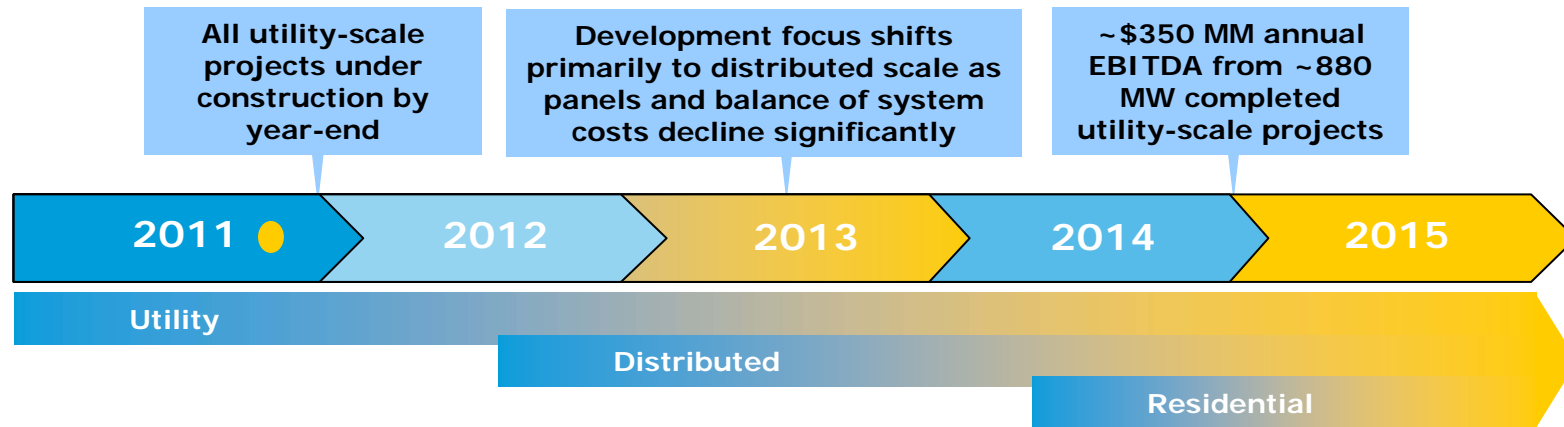 All utility-scale
projects under
construction by
year-end
Development focus shifts
primarily to distributed scale as
panels and balance of system
costs decline significantly
~$350 MM annual
EBITDA from ~880
MW completed
utility-scale projects
2011
2012
2013
2014
2015
Utility
Distributed
Residential